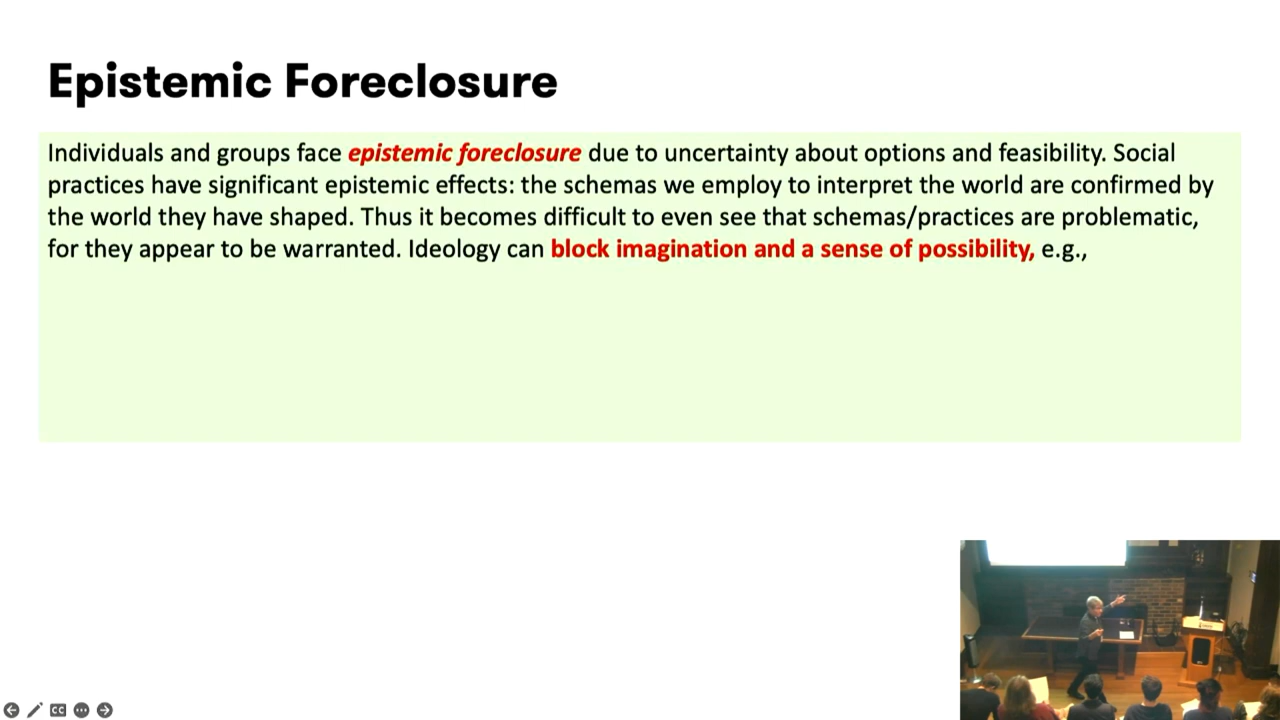 Epistemic Foreclosure
Individuals and groups face epistemic foreclosure due to uncertainty about options and feasibility. Social
practices have significant epistemic effects: the schemas we employ to interpret the world are confirmed by
the world they have shaped. Thus it becomes difficult to even see that schemas/practices are problematic,
for they appear to be warranted. Ideology can block imagination and a sense of possibility, e.g.,
CC